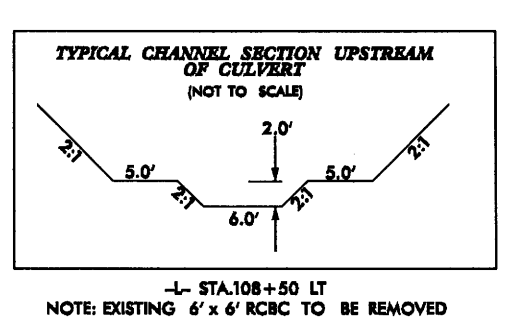 TYPICAL CHANNEL SECTION UPSTREAM
OF CULVERT
(NOT TO SCALE)
2.0'
2:1
5.0'
2:1
6.0'
2:1
5.0'
2:1
-L- STA.108+50 LT
NOTE: EXISTING 6' x 6' RCBC TO BE REMOVED